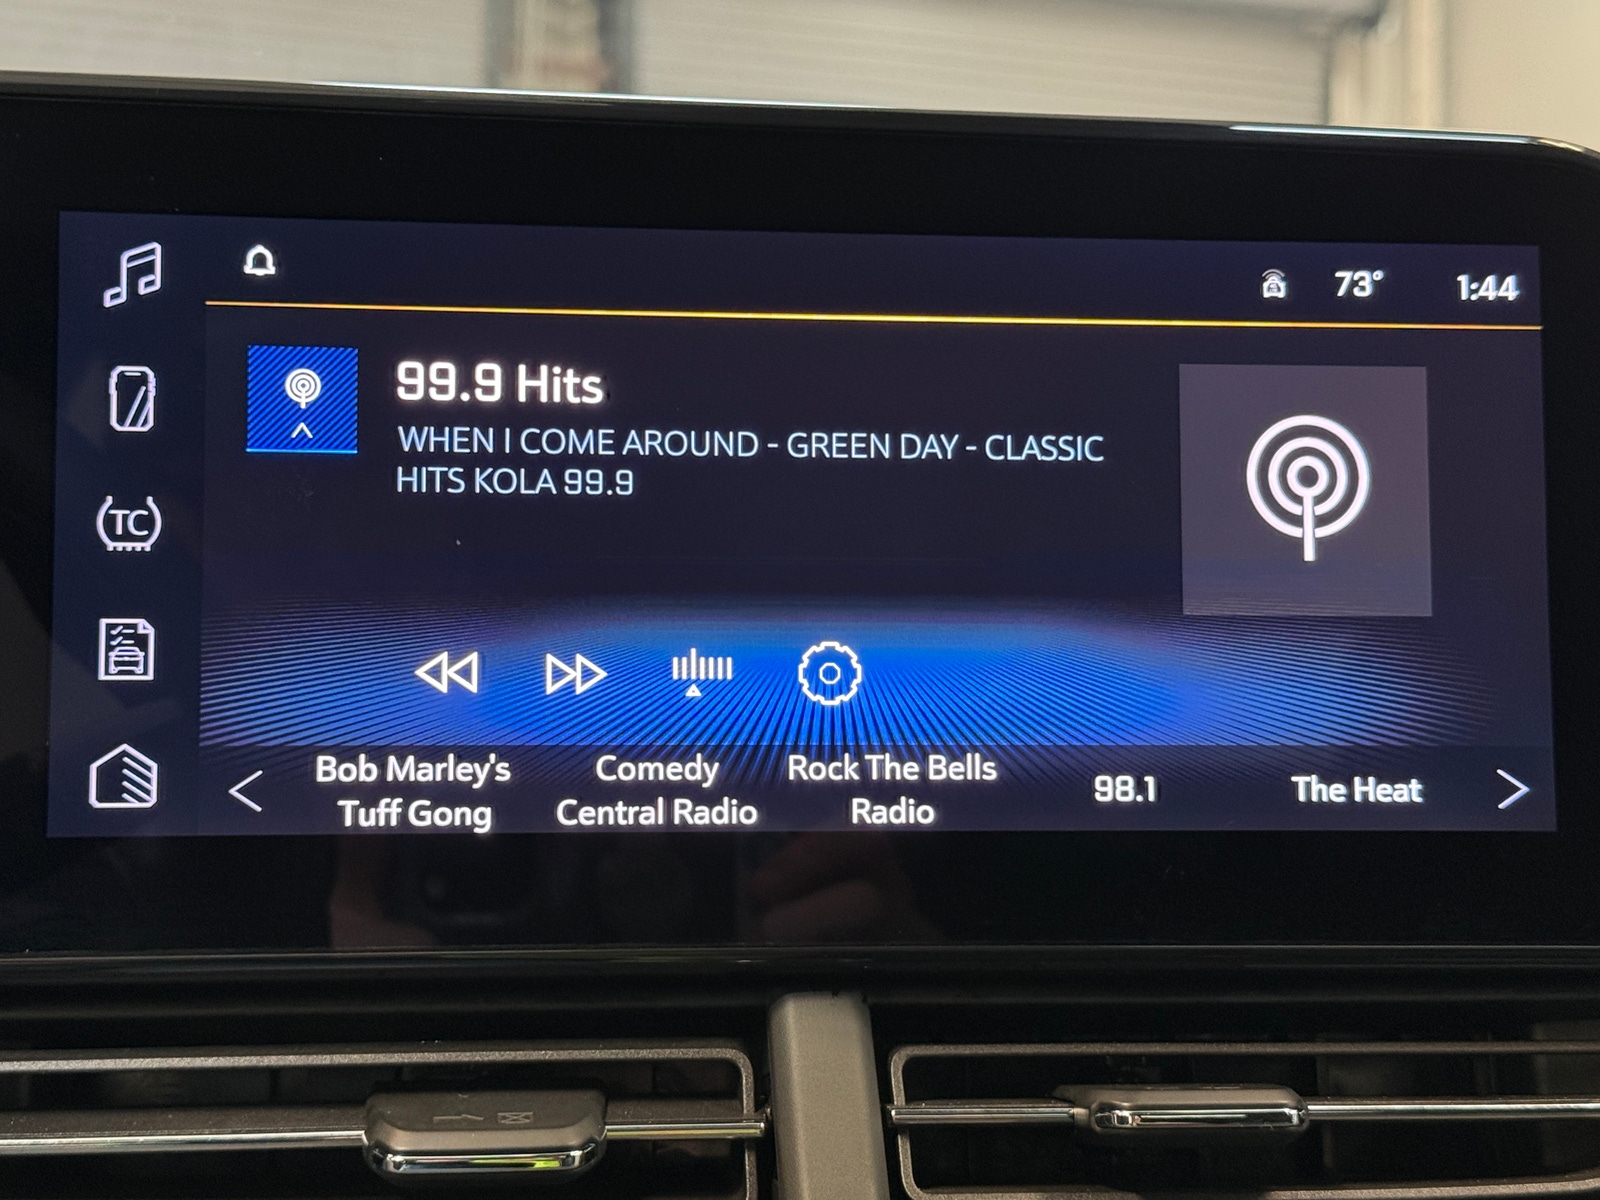 73° 1:44
99.9 Hits
WHEN I COME AROUND - GREEN DAY - CLASSIC
HITS KOLA 99.9
TC
Bob Marley's
Tuff Gong
Comedy
Central Radio
Rock The Bells
Radio
98.1
The Heat